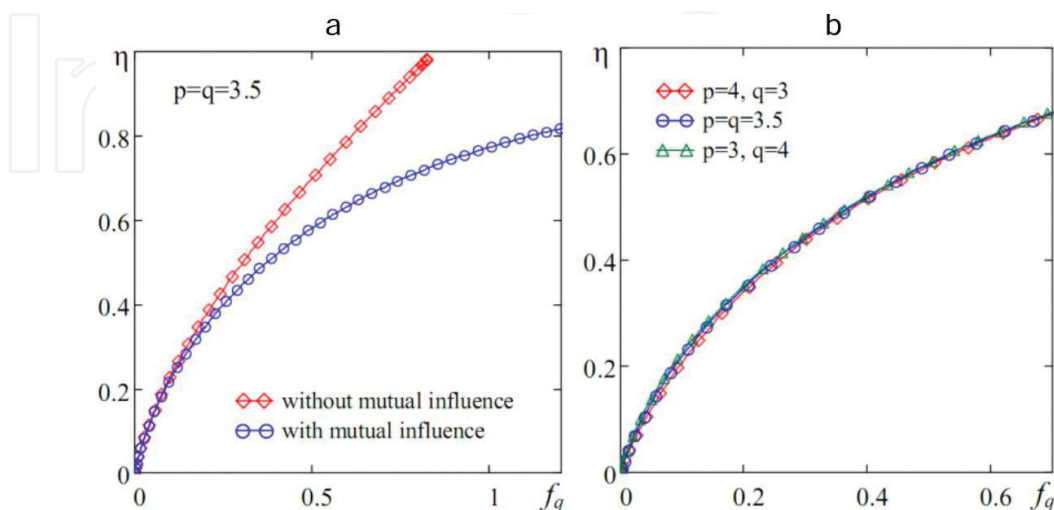 a
η
p=q=3.5
0.8
0.6
0.4
0.2
0
0
0.5
1
f_q
without mutual influence
with mutual influence
b
η
p=4, q=3
p=q=3.5
p=3, q=4
0.6
0.4
0.2
0
0
0.2
0.4
0.6
f_q